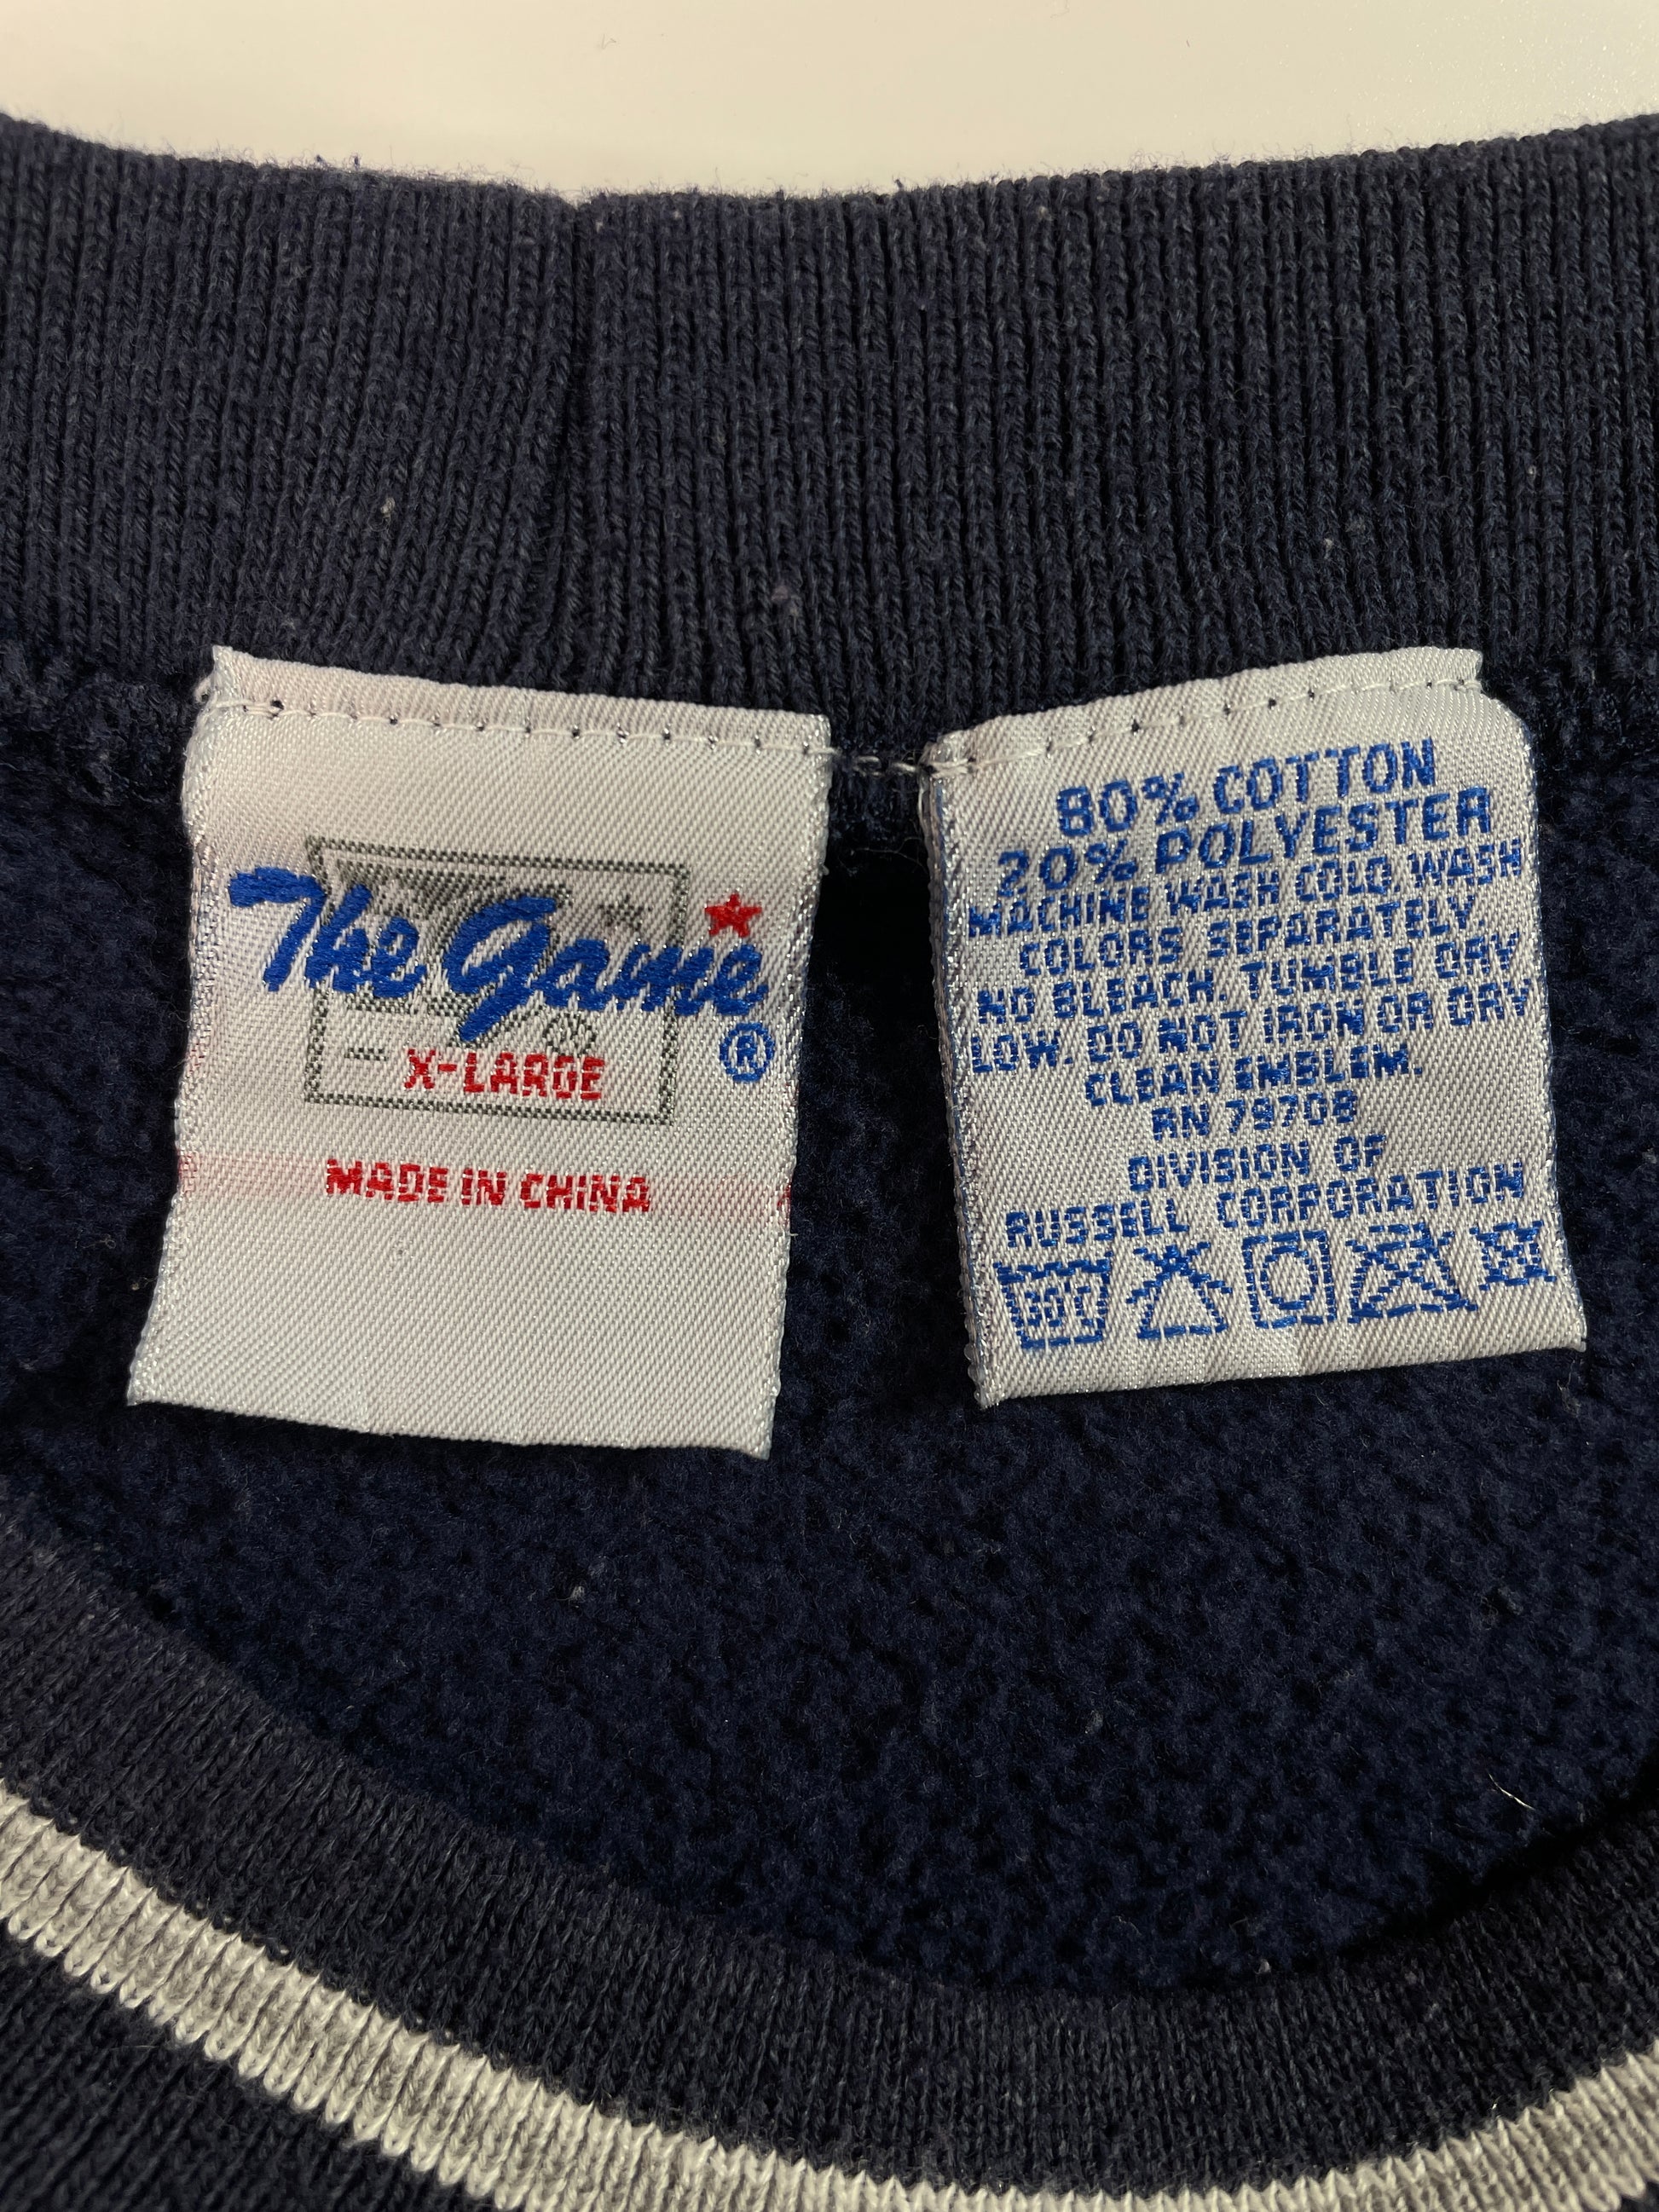 The Game ®
X-LARGE
MADE IN CHINA
80% COTTON
20% POLYESTER
MACHINE WASH COLD. WASH
COLORS SEPARATELY.
NO BLEACH. TUMBLE DRY
LOW. DO NOT IRON OR DRY
CLEAN EMBLEM.
RN 79708
DIVISION OF
RUSSELL CORPORATION
30°C